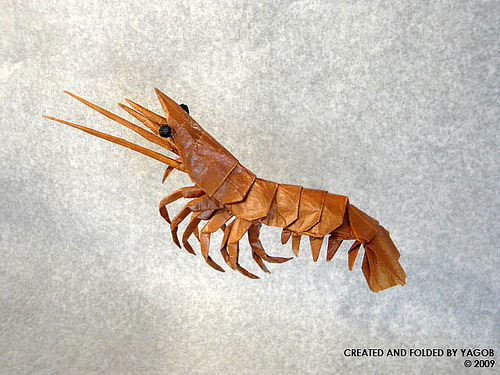 CREATED AND FOLDED BY YAGOB
© 2009